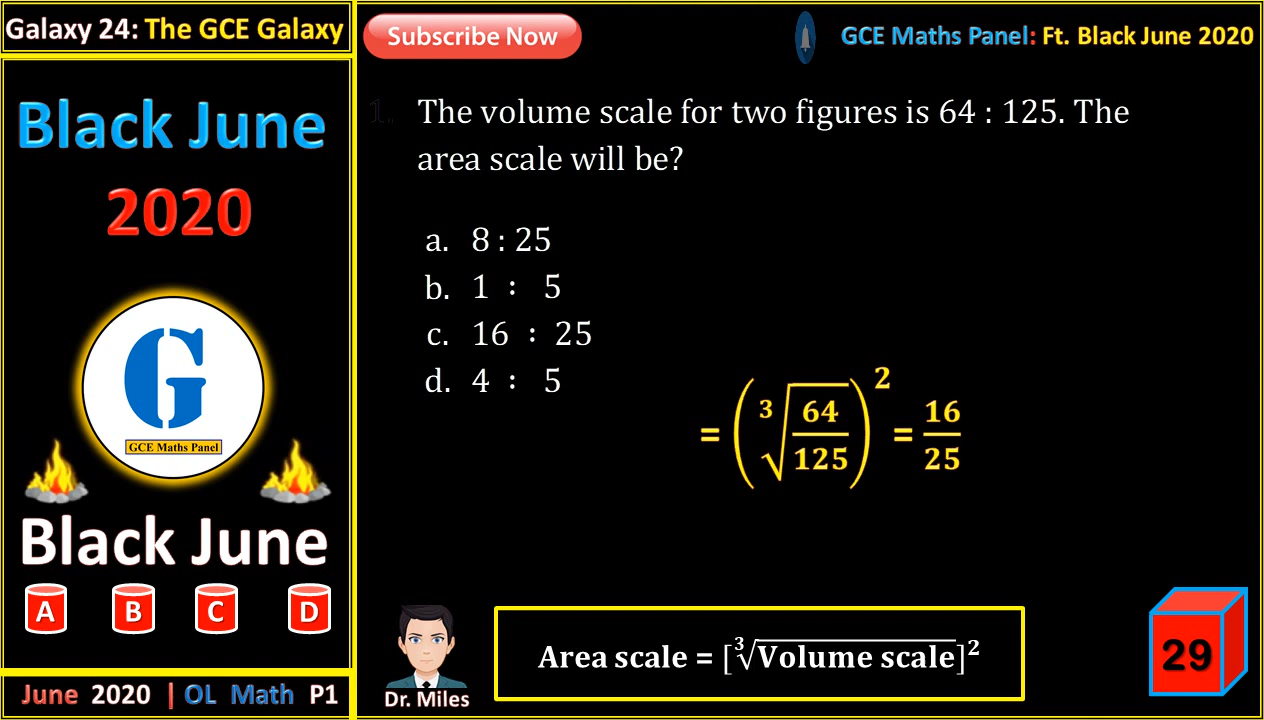 Galaxy 24: The GCE Galaxy
Subscribe Now
GCE Maths Panel: Ft. Black June 2020
Black June
2020
G
GCE Maths Panel
Black June
A B C D
June 2020 | OL Math P1
1. The volume scale for two figures is 64 : 125. The
area scale will be?
a. 8 : 25
b. 1 : 5
c. 16 : 25
d. 4 : 5
= (∛(64/125))² = 16/25
Dr. Miles
Area scale = [∛Volume scale]²
29